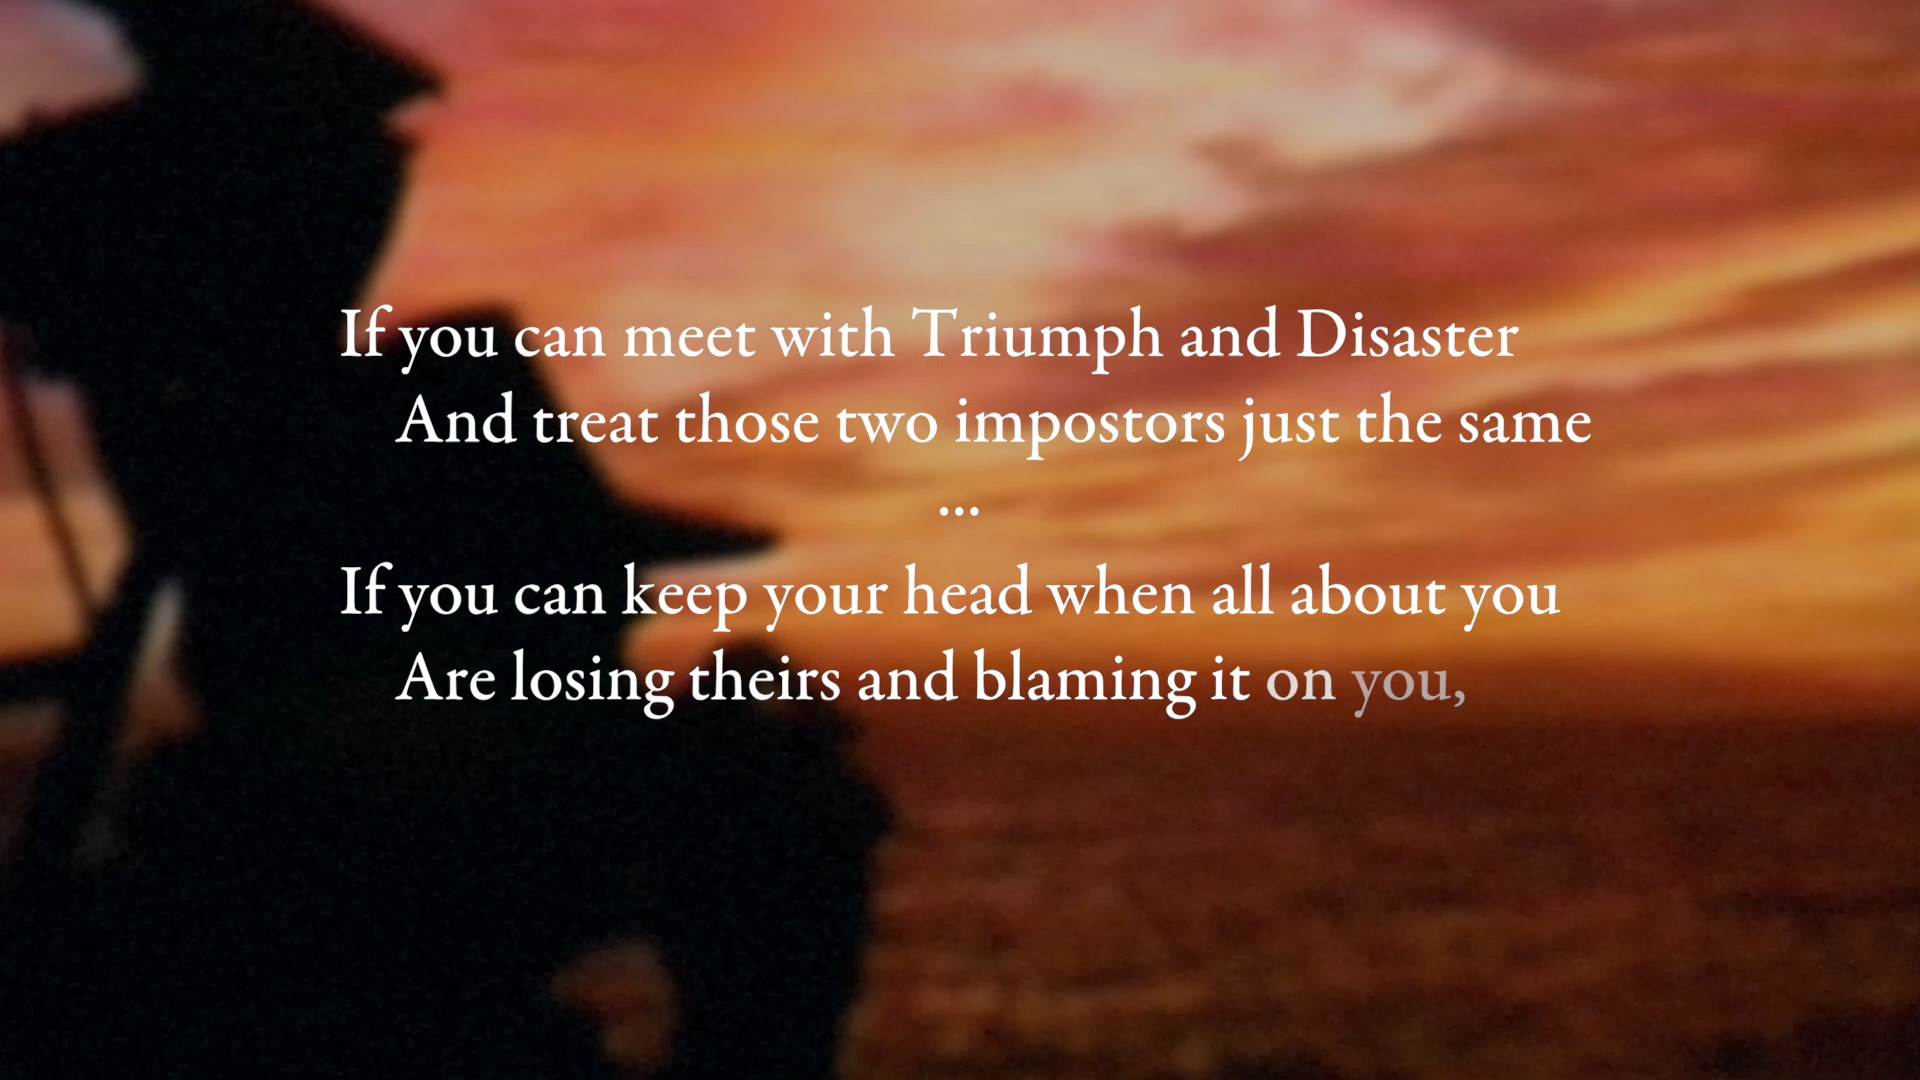 If you can meet with Triumph and Disaster
And treat those two impostors just the same
...
If you can keep your head when all about you
Are losing theirs and blaming it on you,